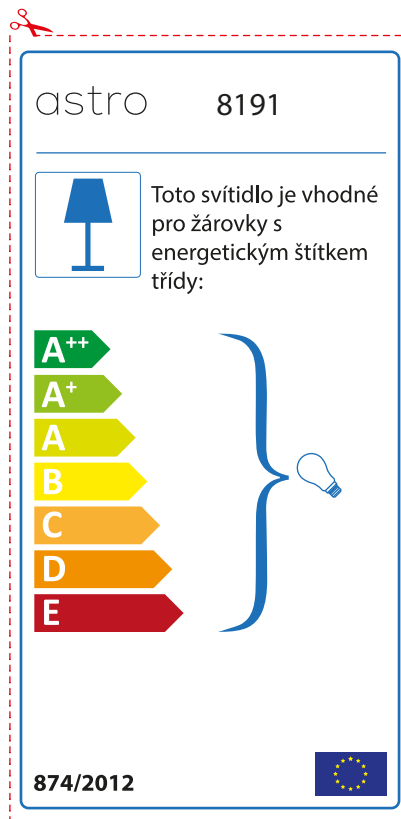 astro 8191
Toto svítidlo je vhodné
pro žárovky s
energetickým štítkem
třídy:
A++
A+
A
B
C
D
E
874/2012